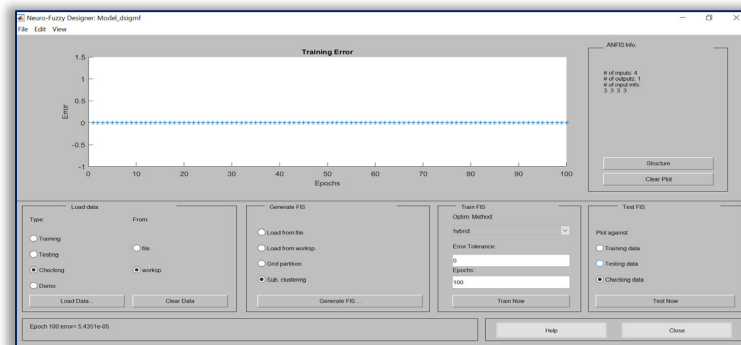 Neuro-Fuzzy Designer: Model_dsigmf
File Edit View
Training Error
1.5
1
0.5
0
-0.5
-1
Error
0 10 20 30 40 50 60 70 80 90 100
Epochs
ANFIS Info.
# of inputs: 4
# of outputs: 1
# of input mfs:
3 3 3 3
Structure
Clear Plot
Load data
Type:
From:
Training
Testing
Checking
Demo
file
worksp.
Load Data...
Clear Data
Generate FIS
Load from file
Load from worksp.
Grid partition
Sub. clustering
Generate FIS ...
Train FIS
Optim. Method:
hybrid
Error Tolerance:
0
Epochs:
100
Train Now
Test FIS
Plot against:
Training data
Testing data
Checking data
Test Now
Epoch 100 error= 5.4351e-05
Help
Close